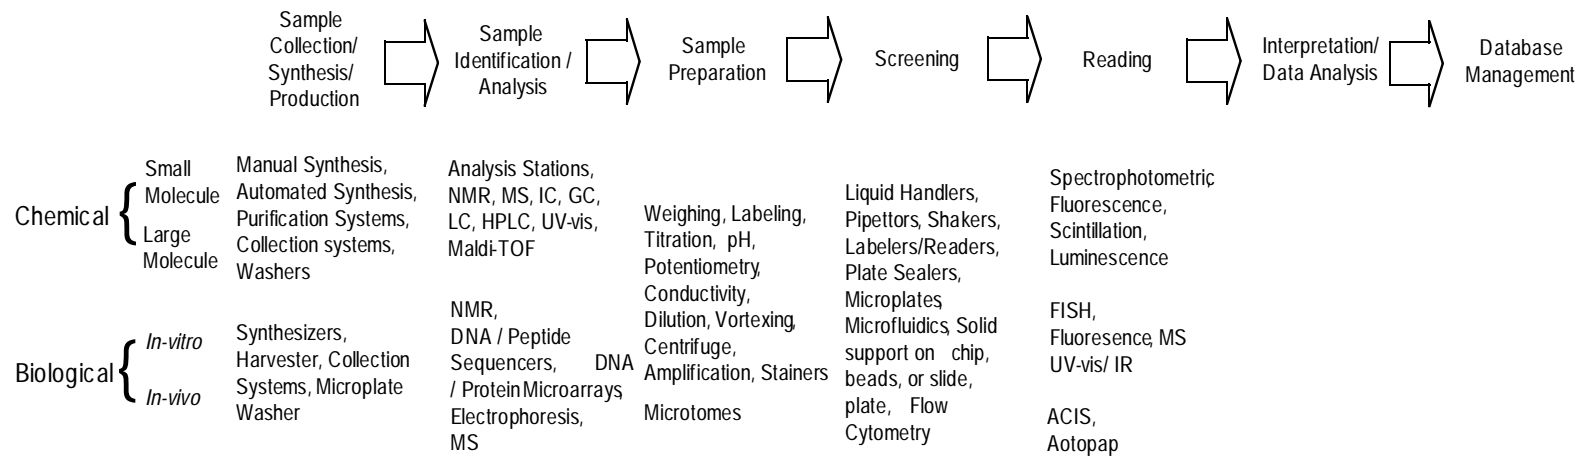 Sample
Collection/
Synthesis/
Production
Sample
Identification /
Analysis
Sample
Preparation
Screening
Reading
Interpretation/
Data Analysis
Database
Management
Chemical
Small
Molecule
Large
Molecule
Manual Synthesis,
Automated Synthesis,
Purification Systems,
Collection systems,
Washers
Analysis Stations,
NMR, MS, IC, GC,
LC, HPLC, UV-vis,
Maldi-TOF
Weighing, Labeling,
Titration, pH,
Potentiometry,
Conductivity,
Dilution, Vortexing,
Centrifuge,
Amplification, Stainers
Microtomes
Liquid Handlers,
Pipettors, Shakers,
Labelers/Readers,
Plate Sealers,
Microplates,
Microfluidics, Solid
support on chip,
beads, or slide,
plate, Flow
Cytometry
Spectrophotometric,
Fluorescence,
Scintillation,
Luminescence
Biological
In-vitro
In-vivo
Synthesizers,
Harvester, Collection
Systems, Microplate
Washer
NMR,
DNA / Peptide
Sequencers, DNA
/ Protein Microarrays,
Electrophoresis,
MS
FISH,
Fluoresence, MS
UV-vis/ IR
ACIS,
Aotopap